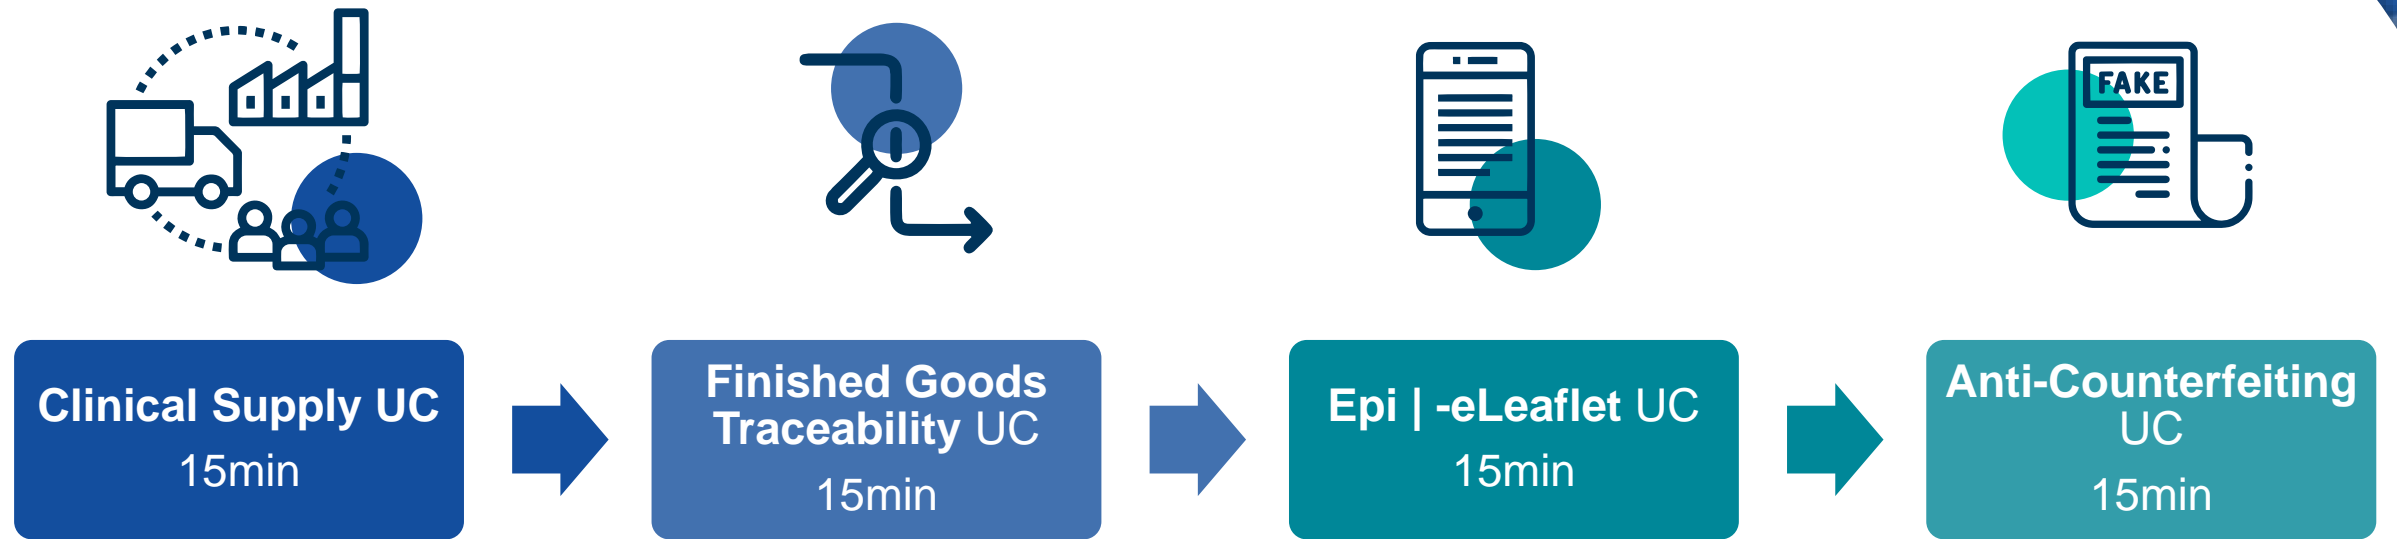 FAKE
Clinical Supply UC
15min
Finished Goods
Traceability UC
15min
Epi | -eLeaflet UC
15min
Anti-Counterfeiting
UC
15min